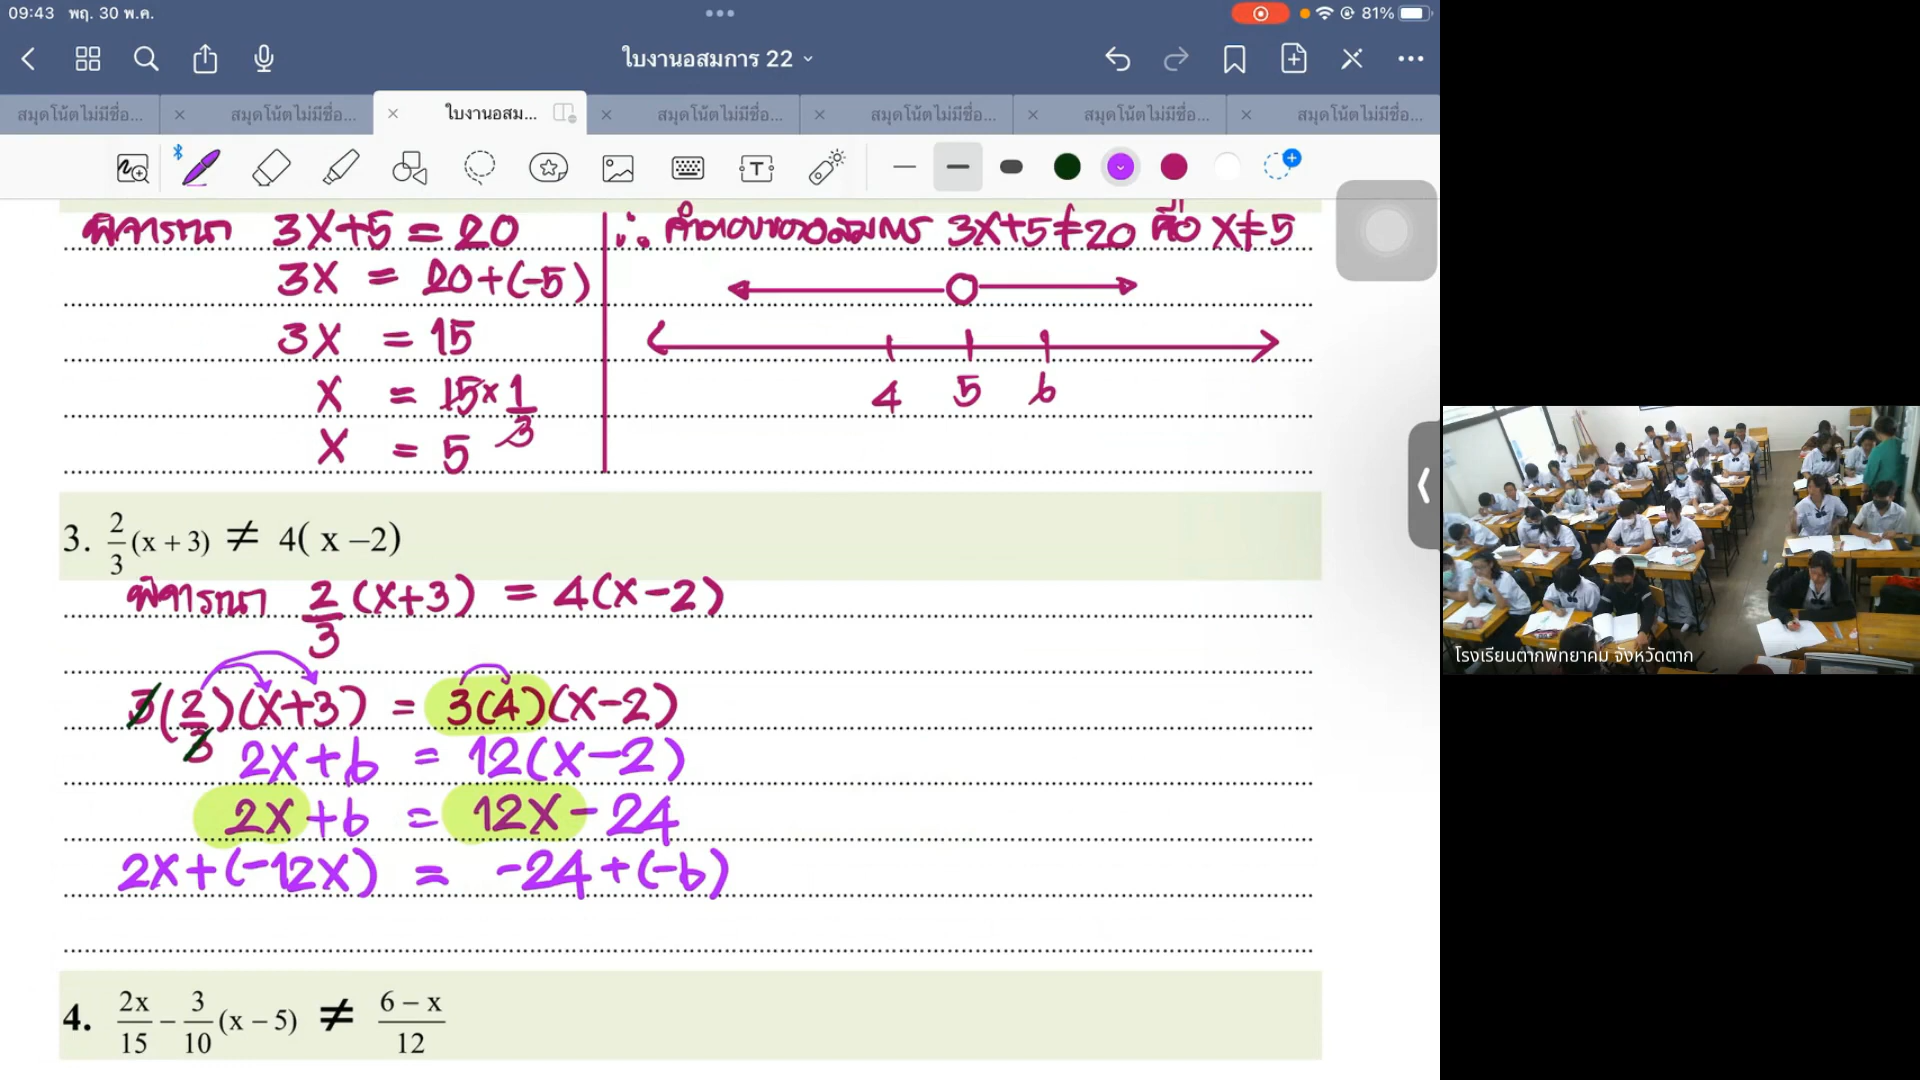 09:43 พฤ. 30 พ.ค.
81%
ใบงานอสมการ 22
สมุดโน้ตไม่มีชื่อ...
สมุดโน้ตไม่มีชื่อ...
ใบงานอสม...
สมุดโน้ตไม่มีชื่อ...
สมุดโน้ตไม่มีชื่อ...
สมุดโน้ตไม่มีชื่อ...
สมุดโน้ตไม่มีชื่อ...
พิจารณา 3x+5 = 20
3x = 20+(-5)
3x = 15
x = 15× 1/3
x = 5
∴ คำตอบของอสมการ 3x+5≠20 คือ x≠5
4 5 6
3. 2/3 (x + 3) ≠ 4( x –2)
พิจารณา 2/3 (x+3) = 4(x-2)
3(2/3)(x+3) = 3(4)(x-2)
2x+6 = 12(x-2)
2x+6 = 12x-24
2x+(-12x) = -24+(-6)
4. 2x/15 – 3/10 (x – 5) ≠ 6 – x/12
โรงเรียนตากพิทยาคม จังหวัดตาก